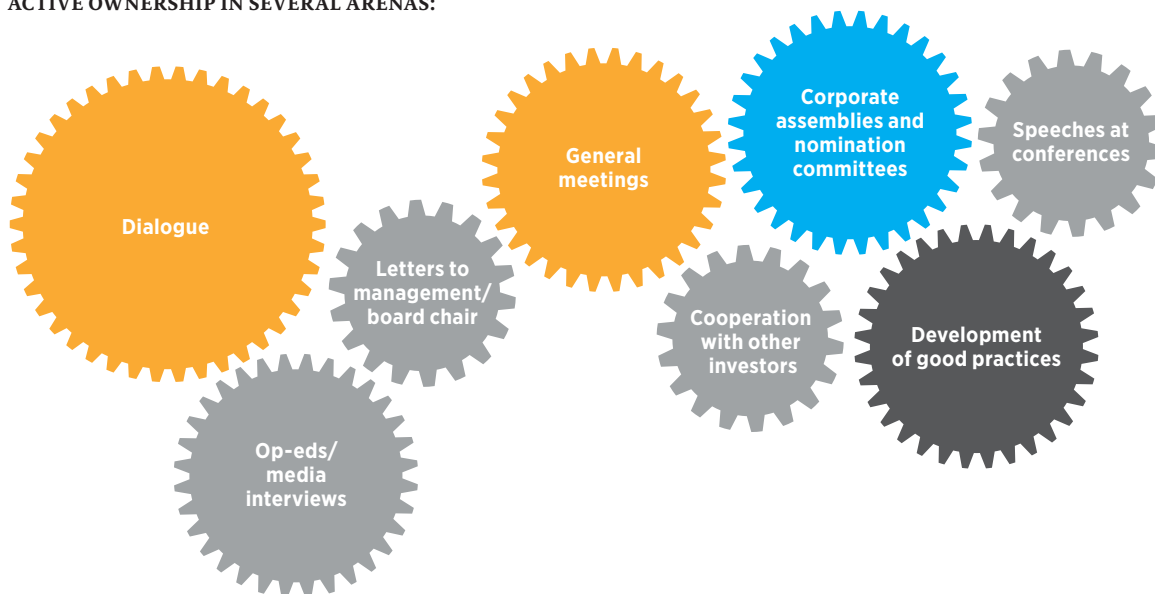 ACTIVE OWNERSHIP IN SEVERAL ARENAS:
Dialogue
Letters to
management/
board chair
Op-eds/
media
interviews
General
meetings
Corporate
assemblies and
nomination
committees
Speeches at
conferences
Cooperation
with other
investors
Development
of good practices